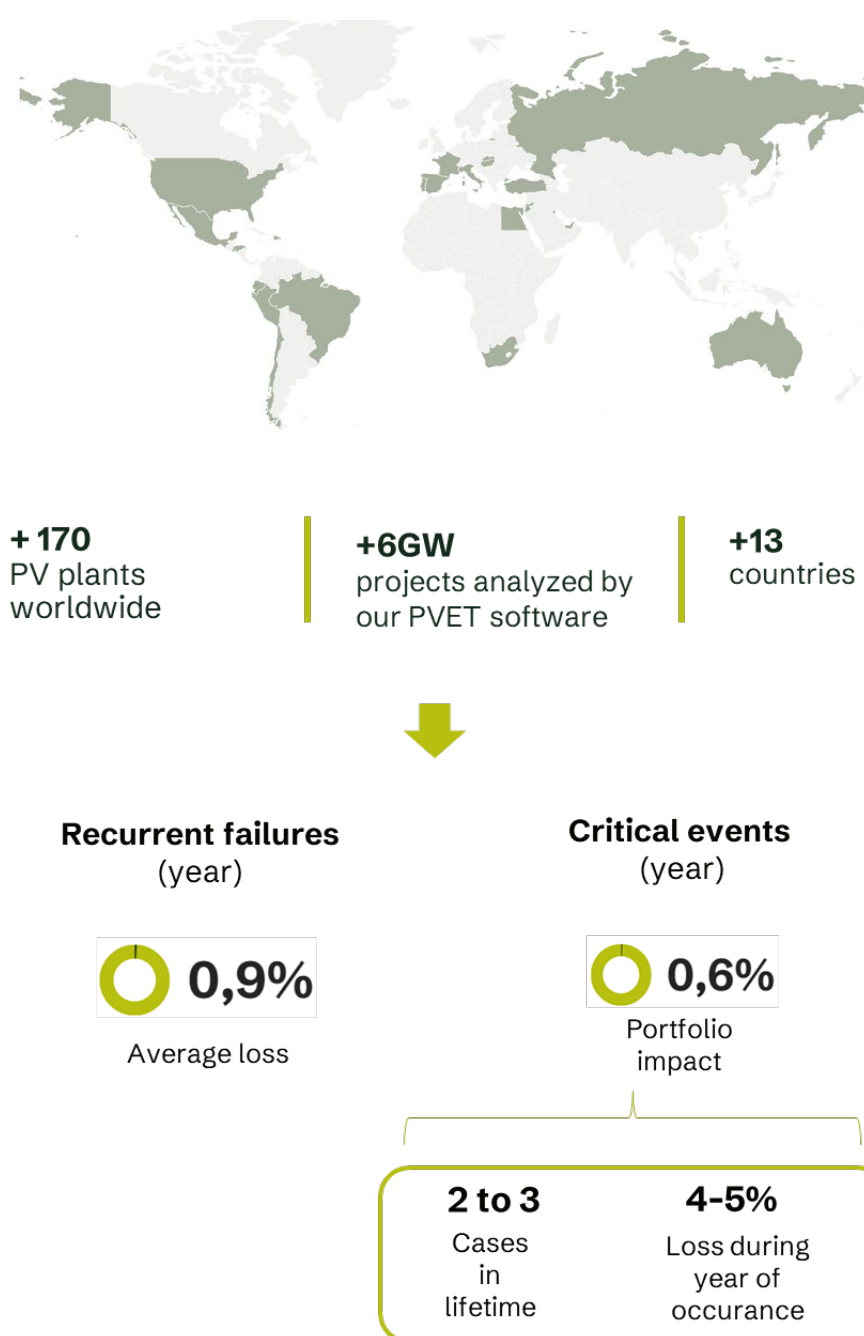 + 170
PV plants
worldwide
+6GW
projects analyzed by
our PVET software
+13
countries
Recurrent failures
(year)
0,9%
Average loss
Critical events
(year)
0,6%
Portfolio
impact
2 to 3
Cases
in
lifetime
4-5%
Loss during
year of
occurance